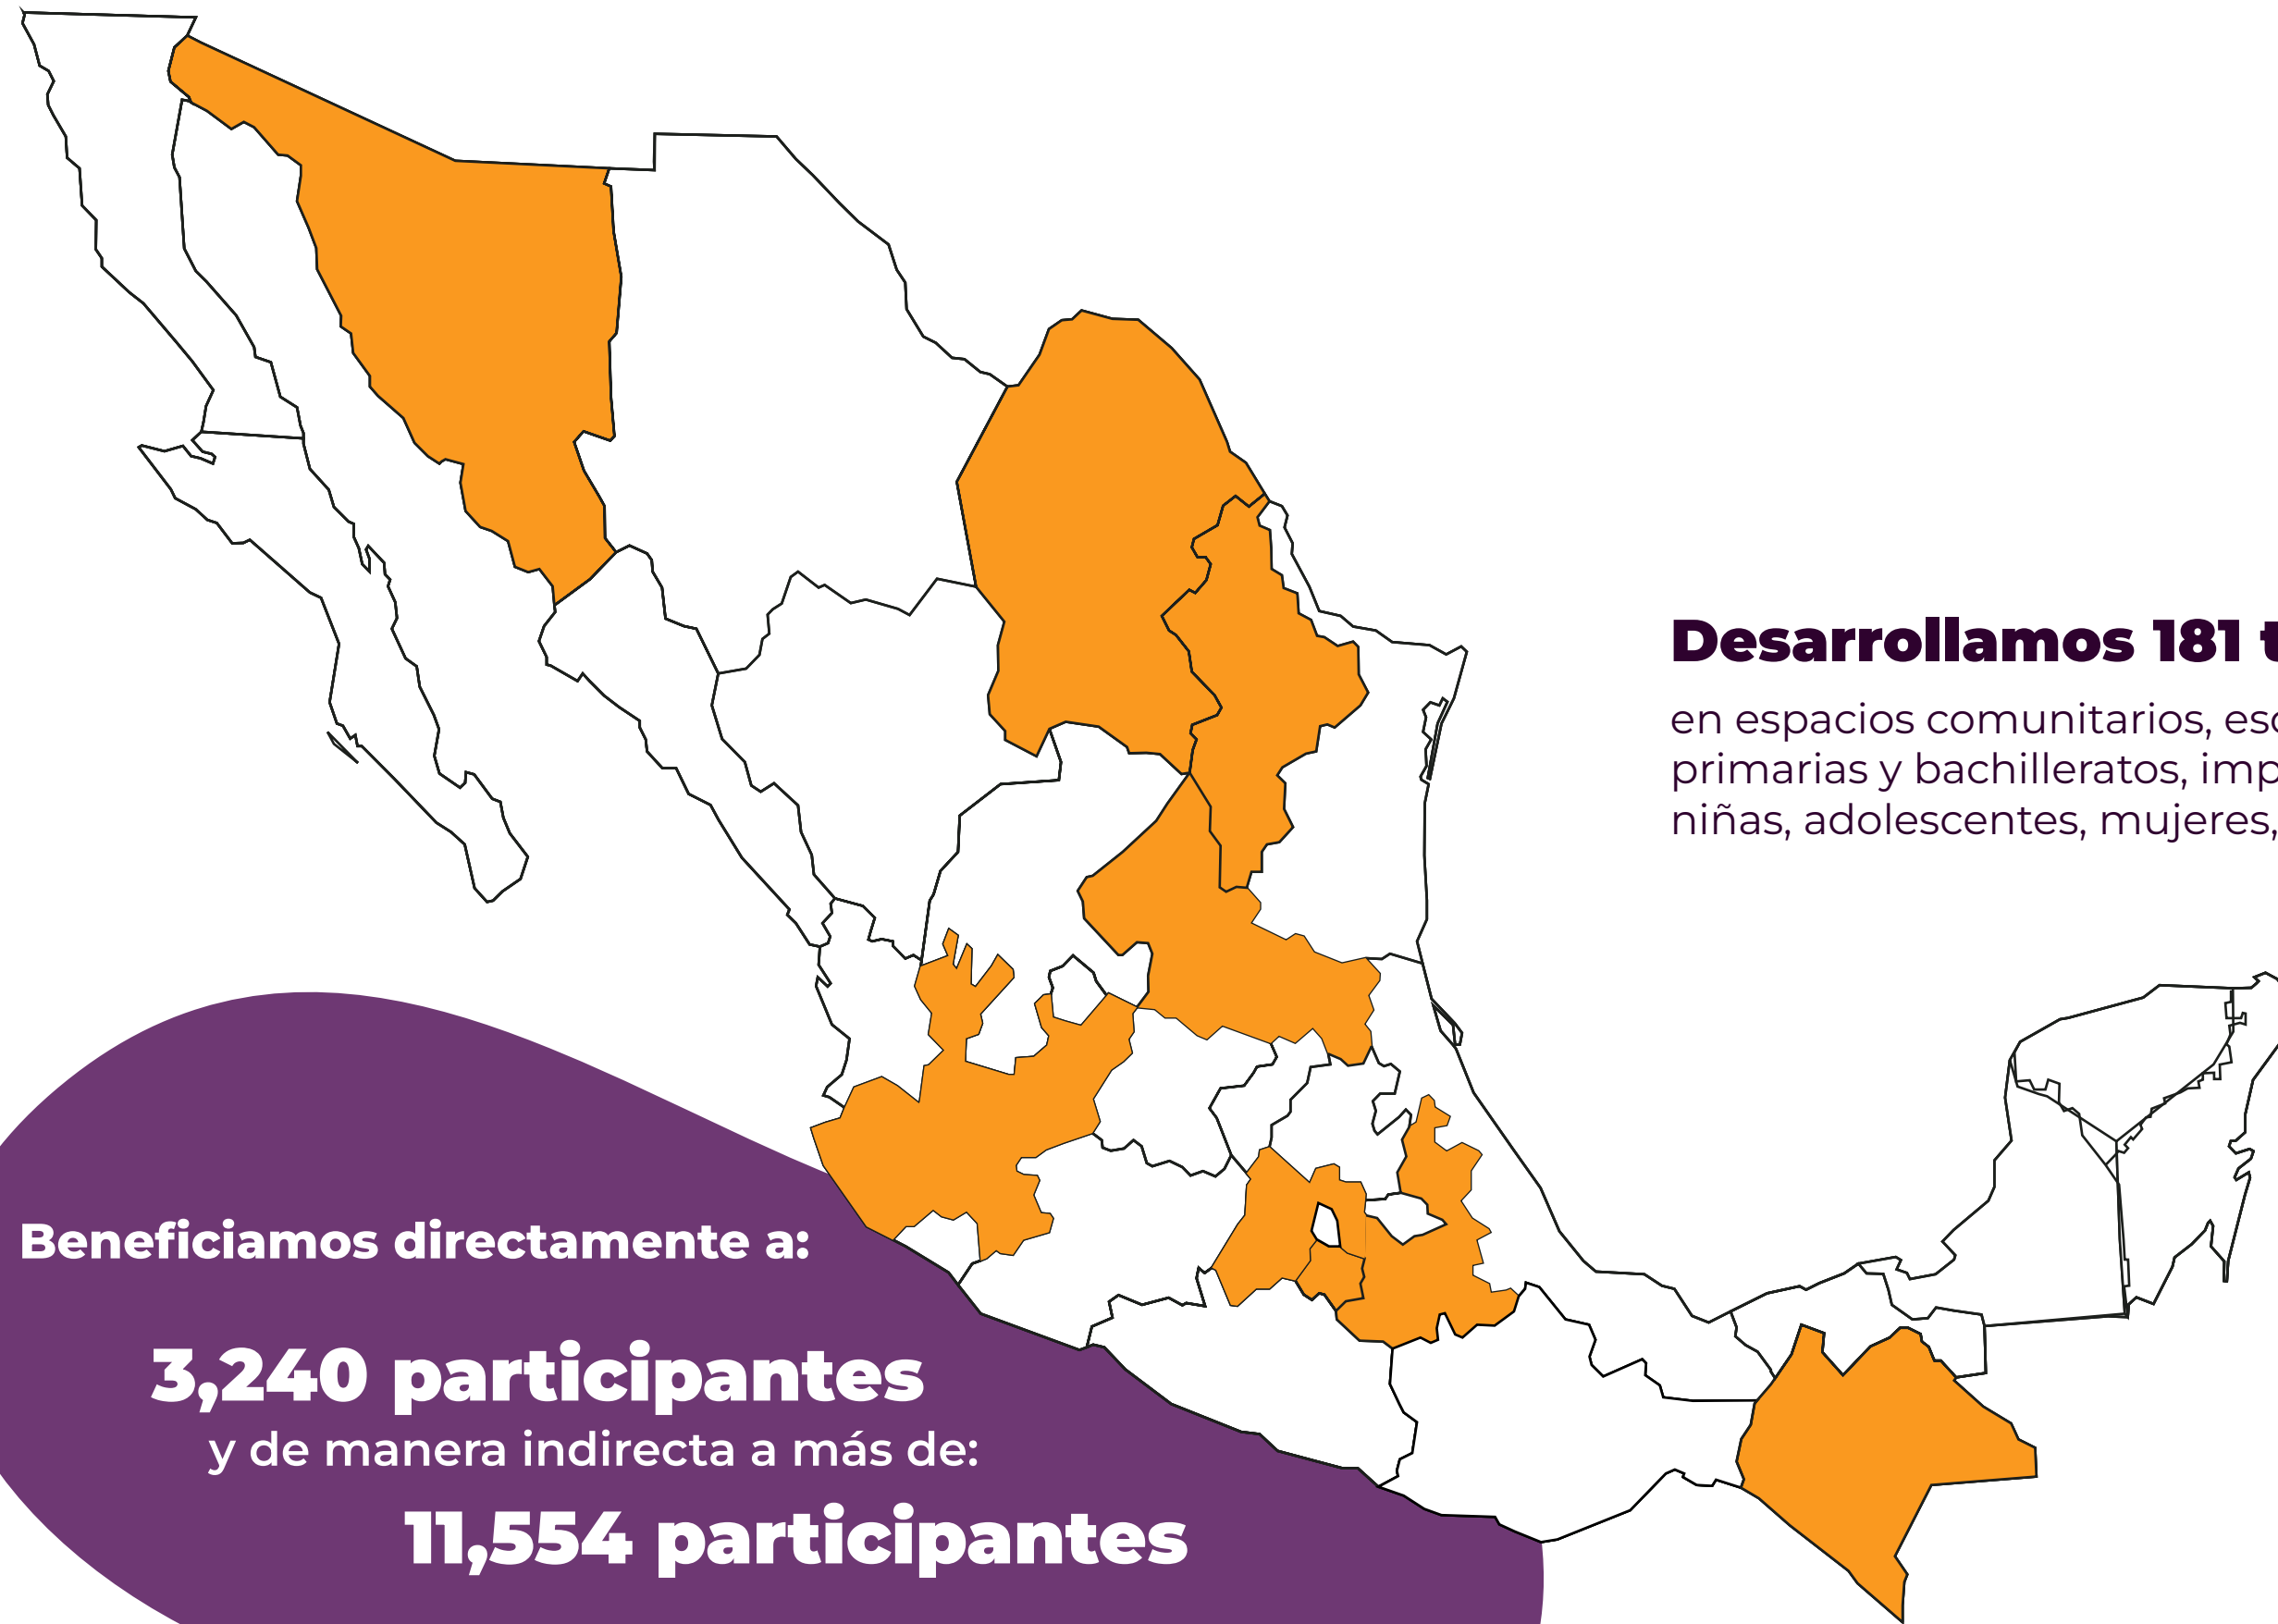 Desarrollamos 181
en espacios comunitarios,
primarias y bachilleratos,
niñas, adolescentes, mujeres,
Beneficiamos directamente a:
3,240 participantes
y de manera indirecta a más de:
11,554 participantes